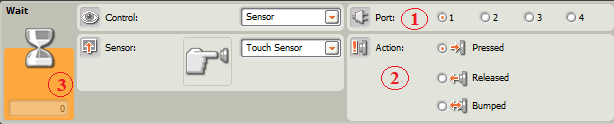 Wait
Control: Sensor
Port: 1 1 2 3 4
Sensor: Touch Sensor
Action: Pressed
2
Released
Bumped
3
0